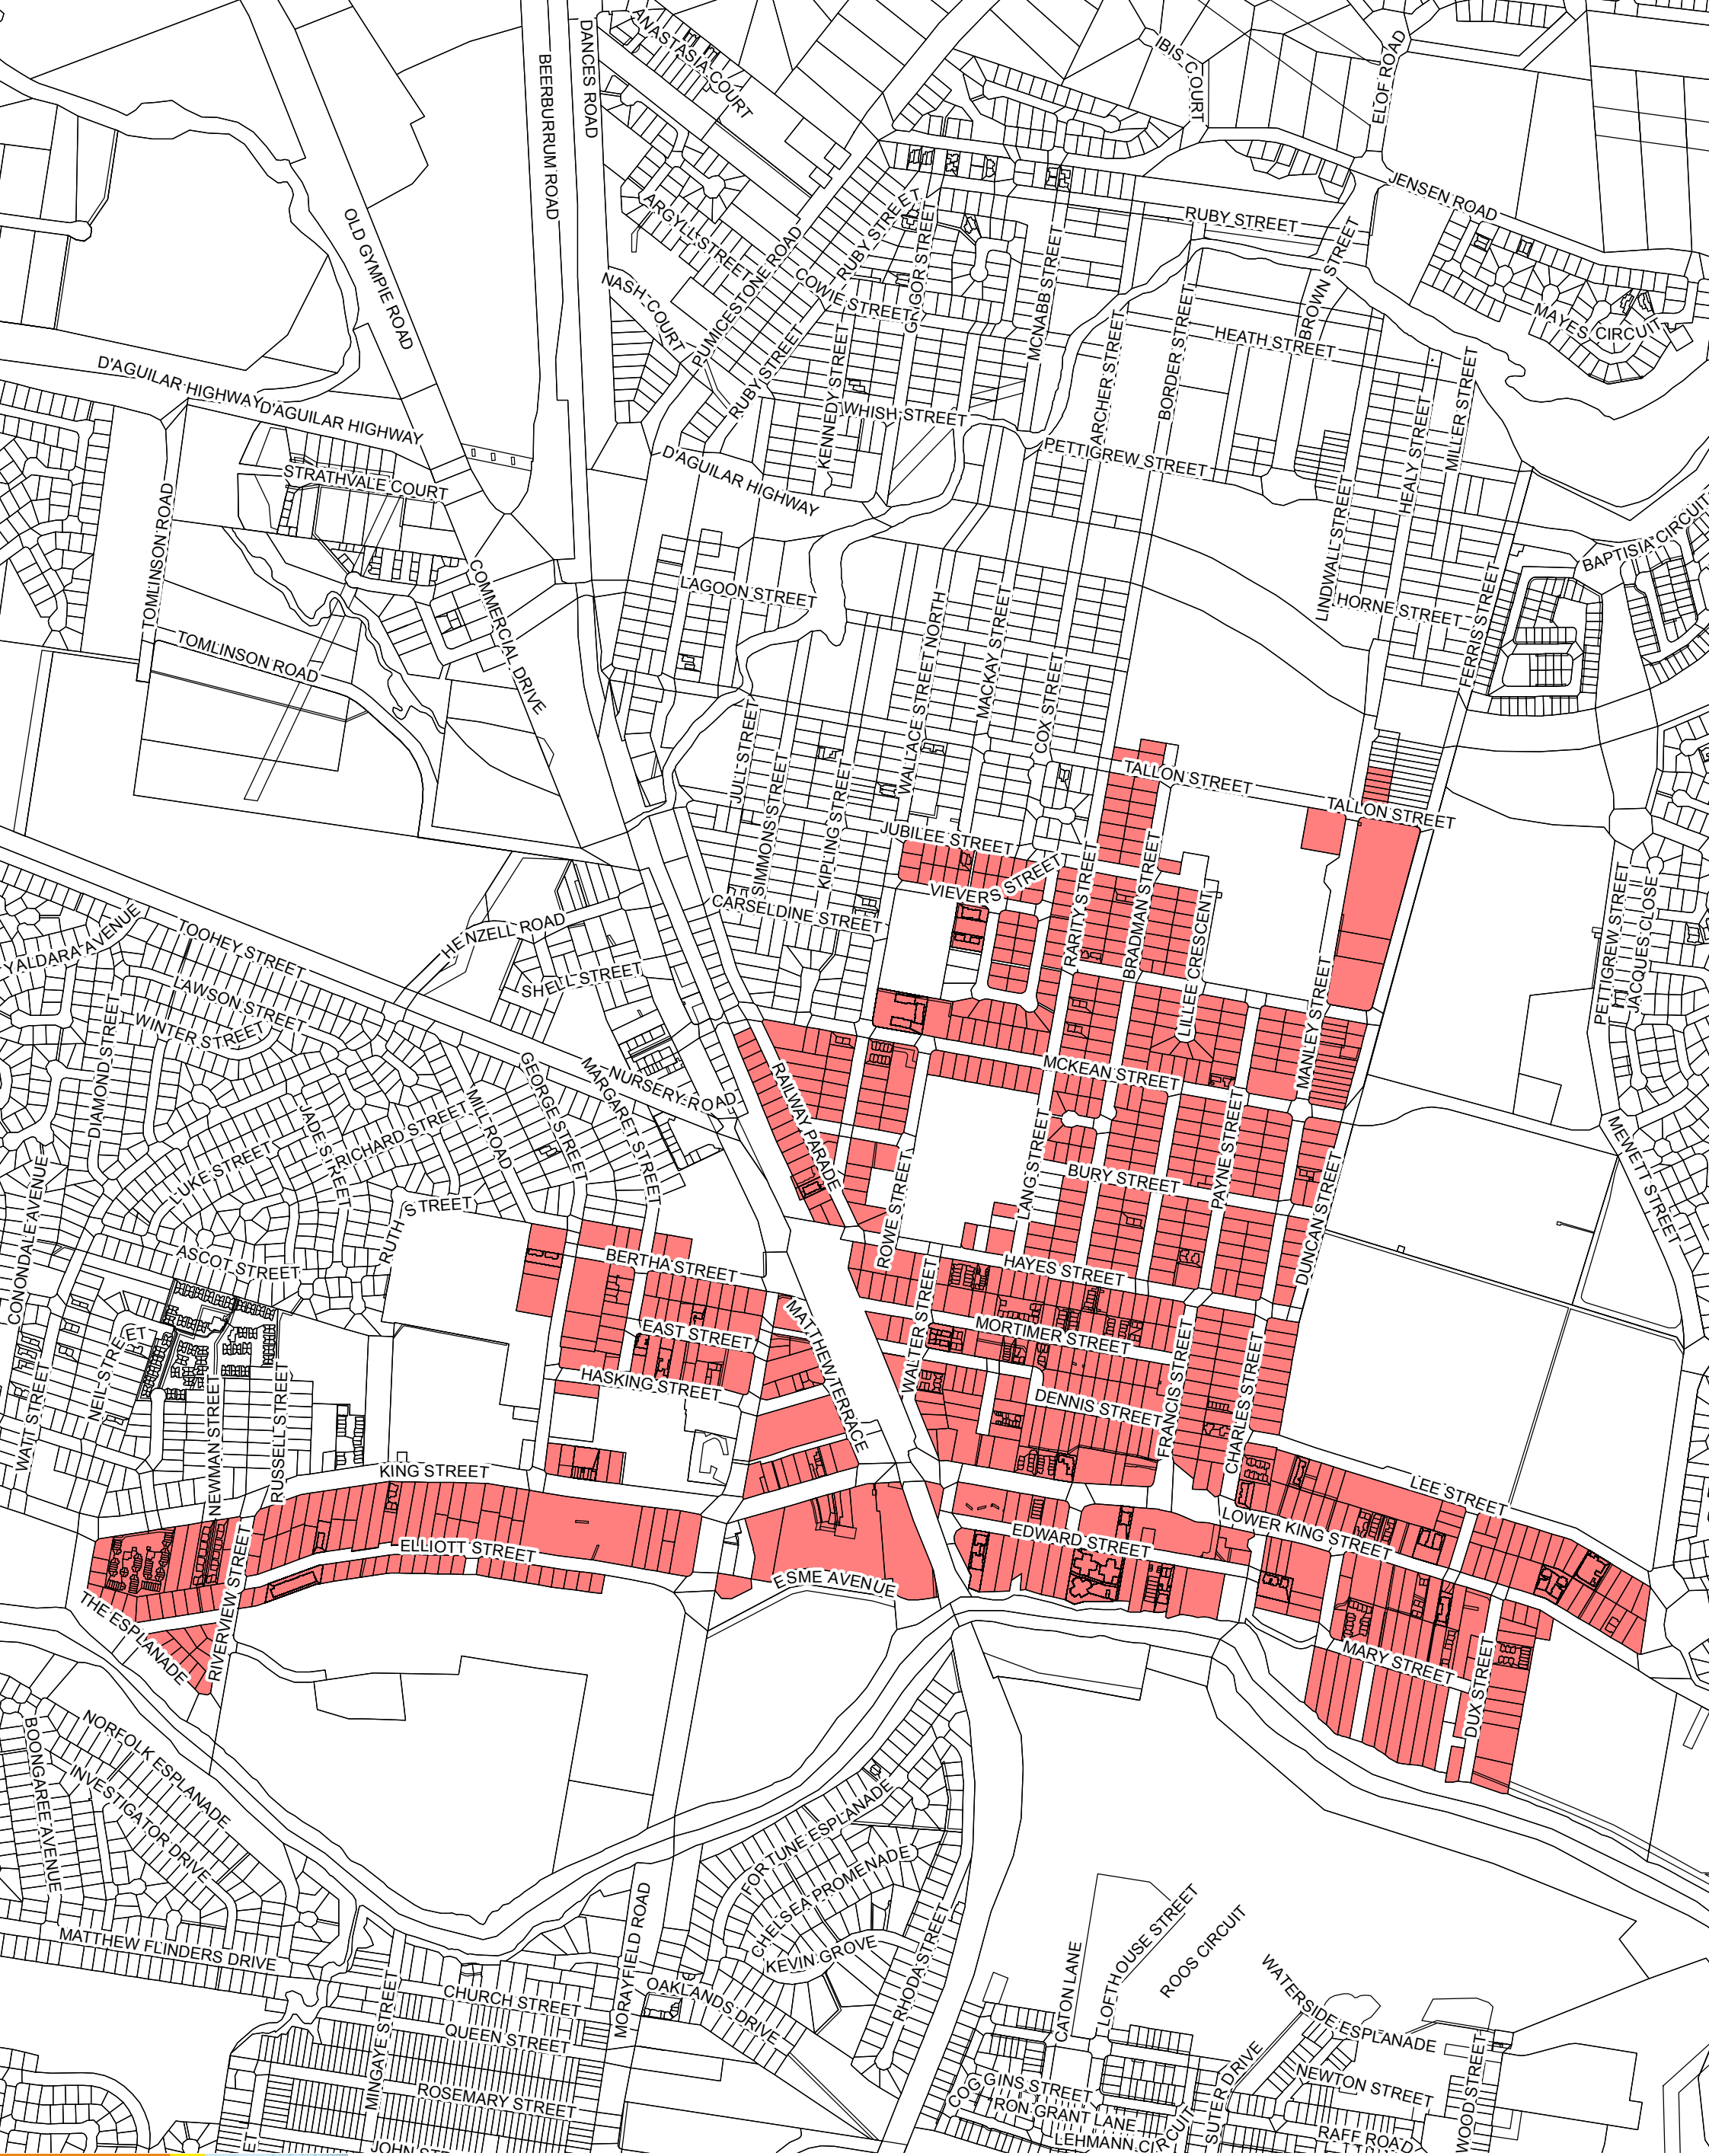 ANASTASIA COURT
IBIS COURT
ELOF ROAD
DANCES ROAD
BEERBURRUM ROAD
JENSEN ROAD
RUBY STREET
RUBY STREET
ARGYLL STREET
OLD GYMPIE ROAD
PUMICESTONE ROAD
GRIGOR STREET
MCNABB STREET
BROWN STREET
COWIE STREET
NASH COURT
BORDER STREET
ARCHER STREET
HEATH STREET
MAYES CIRCUIT
RUBY STREET
KENNEDY STREET
MILLER STREET
D'AGUILAR HIGHWAY
D'AGUILAR HIGHWAY
WHISH STREET
HEALY STREET
PETTIGREW STREET
D'AGUILAR HIGHWAY
STRATHVALE COURT
TOMLINSON ROAD
LINDWALL STREET
BAPTISIA CIRCUIT
LAGOON STREET
COMMERCIAL DRIVE
HORNE STREET
FERRIS STREET
WALLACE STREET NORTH
MACKAY STREET
TOMLINSON ROAD
COX STREET
JULL STREET
SIMMONS STREET
KIPLING STREET
TALLON STREET
TALLON STREET
JUBILEE STREET
VIEVERS STREET
RARITY STREET
BRADMAN STREET
CARSELDINE STREET
LILLEE CRESCENT
PETTIGREW STREET
JACQUES CLOSE
YALDARA AVENUE
TOOHEY STREET
HENZELL ROAD
SHELL STREET
LAWSON STREET
WINTER STREET
DIAMOND STREET
MANLEY STREET
GEORGE STREET
MARGARET STREET
NURSERY ROAD
RAILWAY PARADE
MCKEAN STREET
MILL ROAD
JADE STREET
RICHARD STREET
LUKE STREET
PAYNE STREET
MEWETT STREET
CONONDALE AVENUE
ROWE STREET
LANG STREET
BURY STREET
DUNCAN STREET
RUTH STREET
ASCOT STREET
BERTHA STREET
HAYES STREET
WALTER STREET
MATTHEW TERRACE
EAST STREET
MORTIMER STREET
NEIL STREET
HASKING STREET
DENNIS STREET
FRANCIS STREET
CHARLES STREET
WATT STREET
NEWMAN STREET
RUSSELL STREET
KING STREET
LEE STREET
LOWER KING STREET
EDWARD STREET
ELLIOTT STREET
ESME AVENUE
THE ESPLANADE
RIVERVIEW STREET
MARY STREET
DUX STREET
NORFOLK ESPLANADE
BOONGAREE AVENUE
INVESTIGATOR DRIVE
FORTUNE ESPLANADE
CHELSEA PROMENADE
KEVIN GROVE
MORAYFIELD ROAD
RHODA STREET
MATTHEW FLINDERS DRIVE
CATON LANE
LOFTHOUSE STREET
ROOS CIRCUIT
WATERSIDE ESPLANADE
OAKLANDS DRIVE
CHURCH STREET
MINGAYE STREET
QUEEN STREET
ROSEMARY STREET
COGGINS STREET
RON GRANT LANE
SUTER DRIVE
NEWTON STREET
WOOD STREET
RAFF ROAD